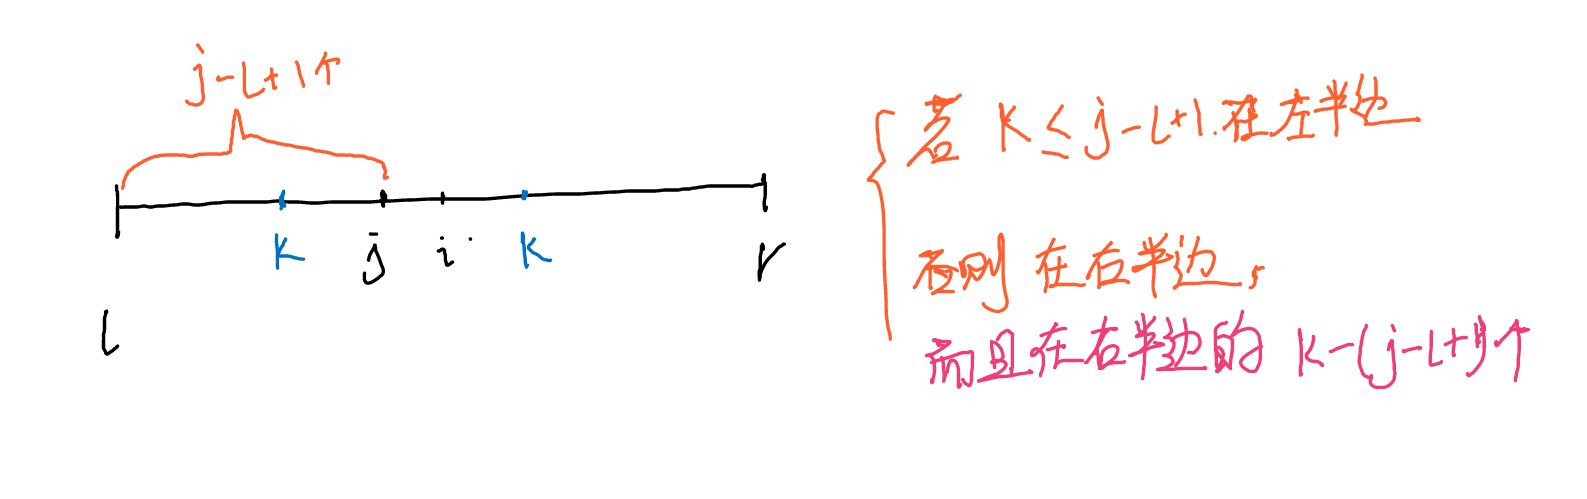 j-l+1个
K
j
i
K
r
l
若 K ≤ j-l+1.在左半边
否则 在右半边,
而且在右半边的 K-(j-l+1)个